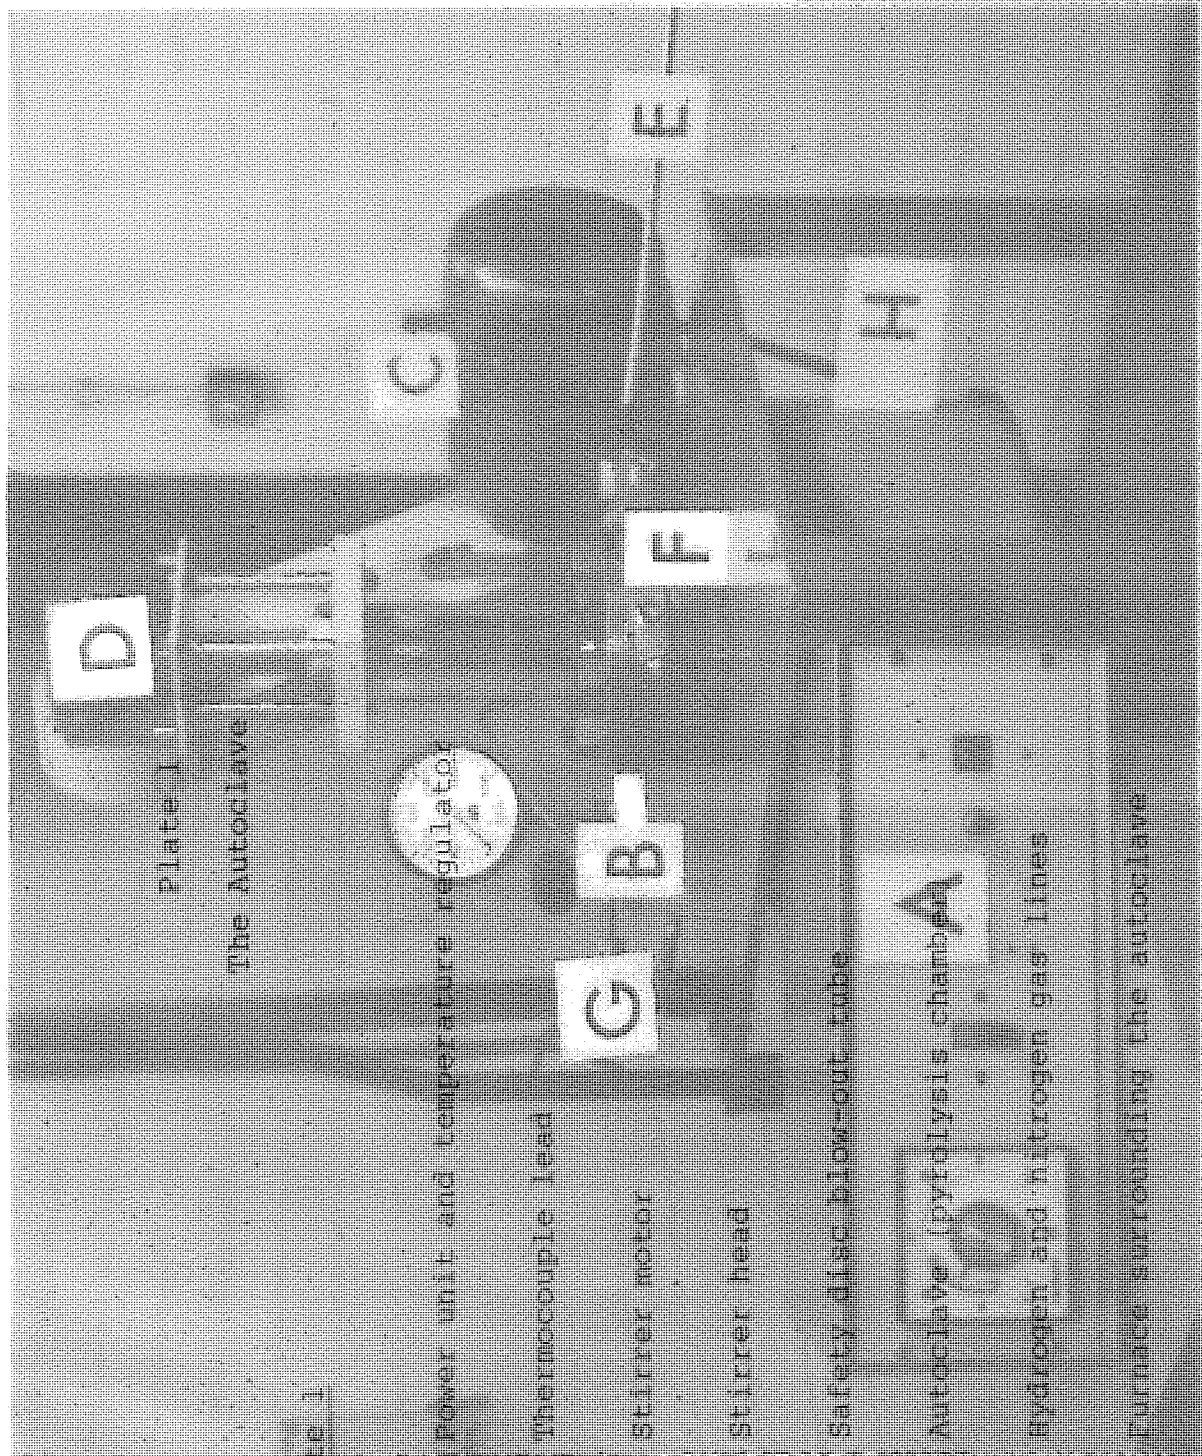 Plate 1
The Autoclave
Power unit and temperature regulator
Thermocouple lead
Stirrer motor
Stirrer head
Safety disc blow-out tube
Autoclave (pyrolysis chamber)
Hydrogen and nitrogen gas lines
Furnace surrounding the autoclave
D
C
E
G
B
F
H
A